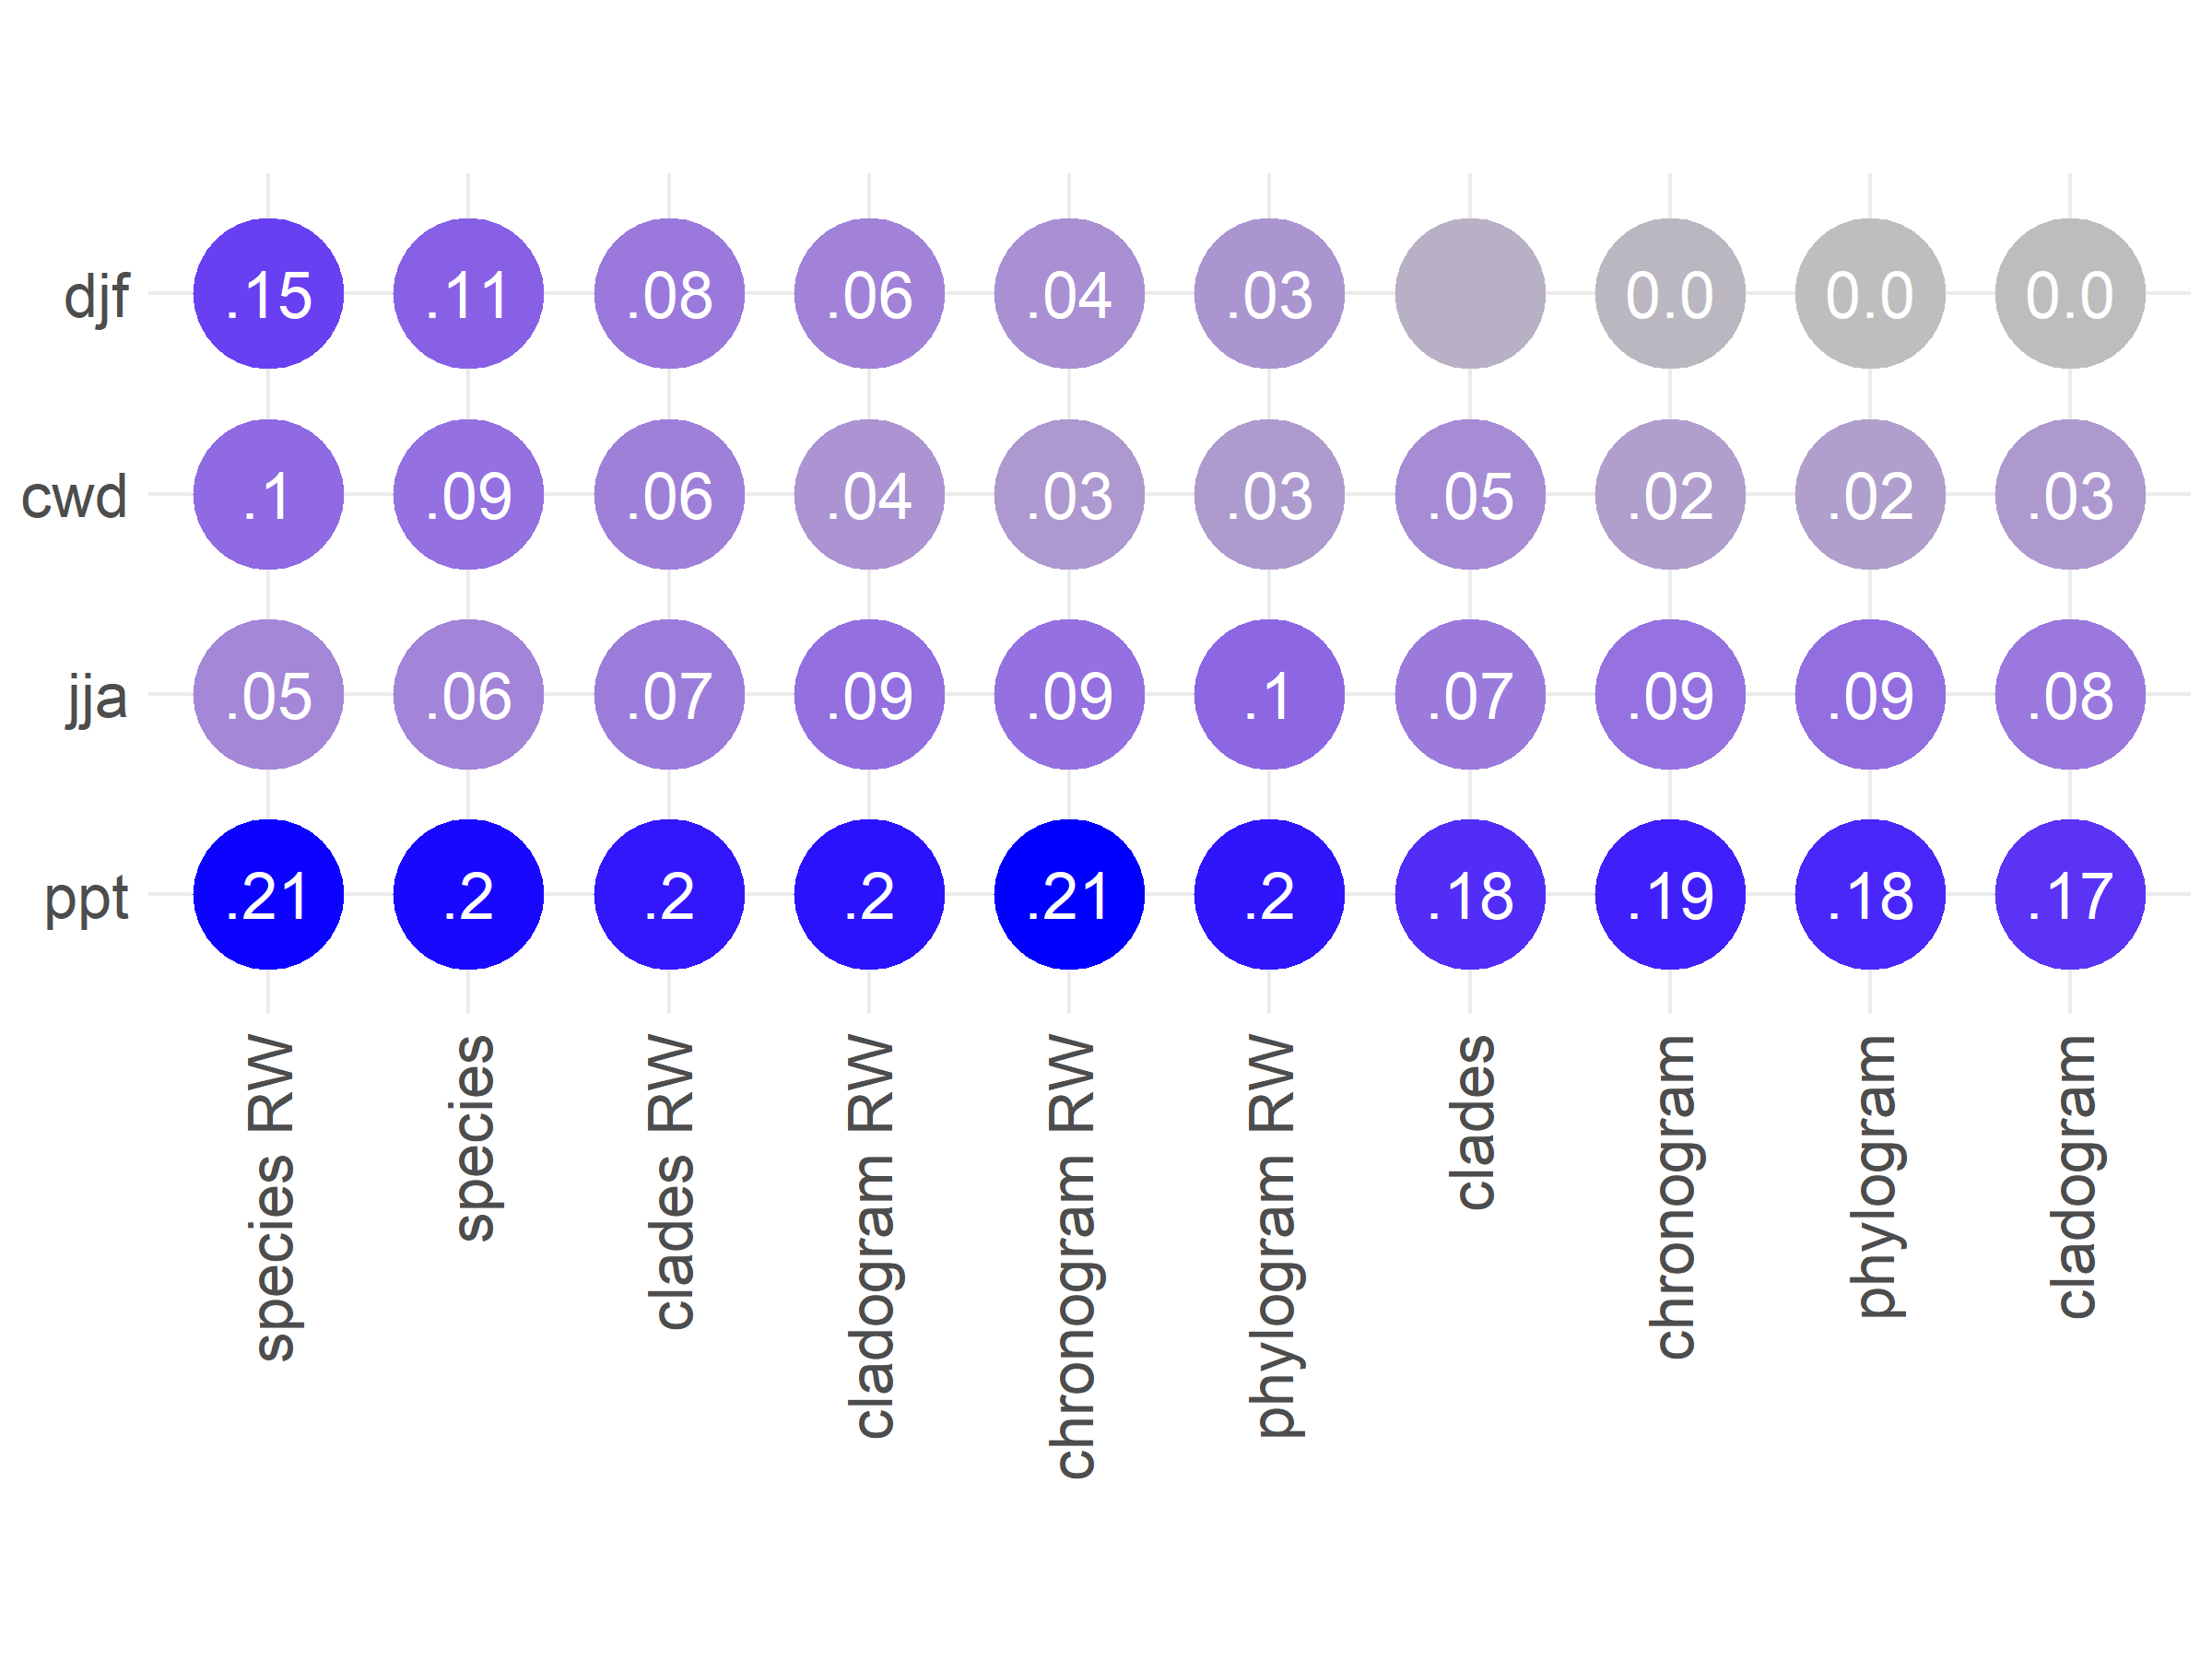 djf .15 .11 .08 .06 .04 .03 0.0 0.0 0.0
cwd .1 .09 .06 .04 .03 .03 .05 .02 .02 .03
jja .05 .06 .07 .09 .09 .1 .07 .09 .09 .08
ppt .21 .2 .2 .2 .21 .2 .18 .19 .18 .17
species RW
species
clades RW
cladogram RW
chronogram RW
phylogram RW
clades
chronogram
phylogram
cladogram